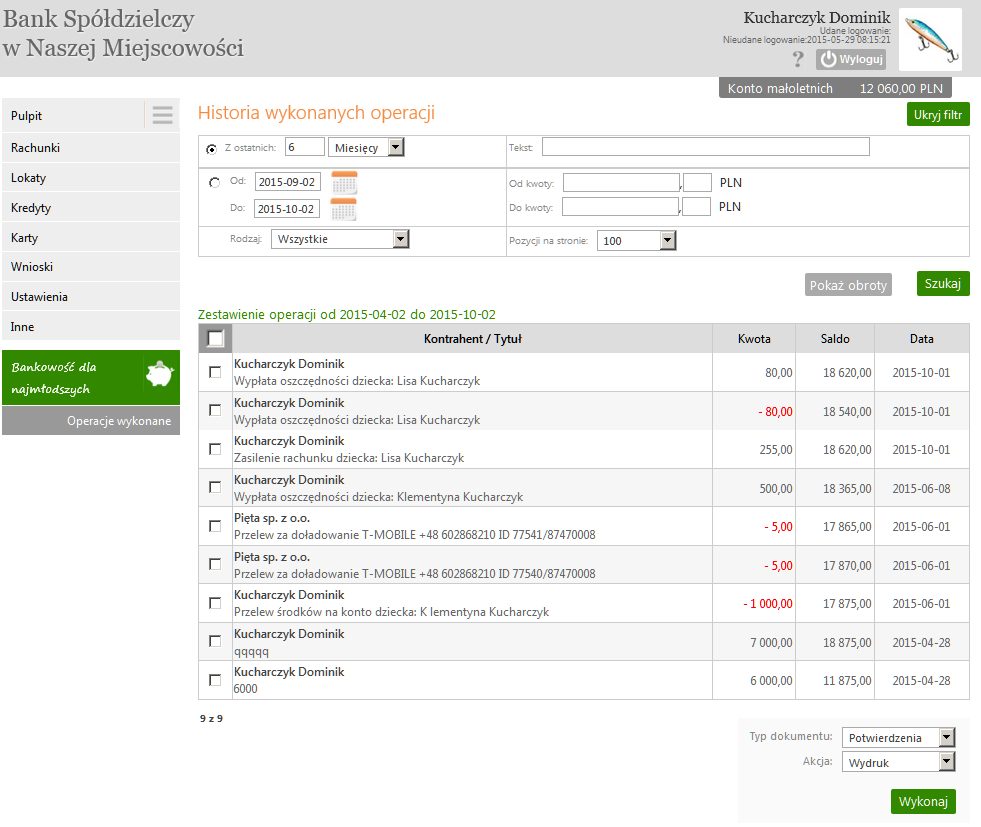 Bank Spółdzielczy
w Naszej Miejscowości
Kucharczyk Dominik
Udane logowanie:
Nieudane logowanie:2015-05-29 08:15:21
? Wyloguj
Konto małoletnich 12 060,00 PLN
Pulpit
Rachunki
Lokaty
Kredyty
Karty
Wnioski
Ustawienia
Inne
Bankowość dla
najmłodszych
Operacje wykonane
Historia wykonanych operacji
Ukryj filtr
Z ostatnich: 6 Miesięcy
Tekst:
Od: 2015-09-02
Do: 2015-10-02
Od kwoty: , PLN
Do kwoty: , PLN
Rodzaj: Wszystkie
Pozycji na stronie: 100
Pokaż obroty Szukaj
Zestawienie operacji od 2015-04-02 do 2015-10-02
Kontrahent / Tytuł Kwota Saldo Data
Kucharczyk Dominik
Wypłata oszczędności dziecka: Lisa Kucharczyk 80,00 18 620,00 2015-10-01
Kucharczyk Dominik
Wypłata oszczędności dziecka: Lisa Kucharczyk - 80,00 18 540,00 2015-10-01
Kucharczyk Dominik
Zasilenie rachunku dziecka: Lisa Kucharczyk 255,00 18 620,00 2015-10-01
Kucharczyk Dominik
Wypłata oszczędności dziecka: Klementyna Kucharczyk 500,00 18 365,00 2015-06-08
Pięta sp. z o.o.
Przelew za doładowanie T-MOBILE +48 602868210 ID 77541/87470008 - 5,00 17 865,00 2015-06-01
Pięta sp. z o.o.
Przelew za doładowanie T-MOBILE +48 602868210 ID 77540/87470008 - 5,00 17 870,00 2015-06-01
Kucharczyk Dominik
Przelew środków na konto dziecka: K lementyna Kucharczyk - 1 000,00 17 875,00 2015-06-01
Kucharczyk Dominik
qqqqq 7 000,00 18 875,00 2015-04-28
Kucharczyk Dominik
6000 6 000,00 11 875,00 2015-04-28
9 z 9
Typ dokumentu: Potwierdzenia
Akcja: Wydruk
Wykonaj